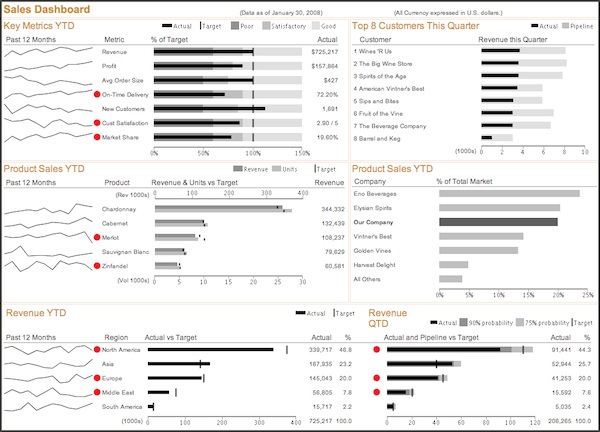 Sales Dashboard (Data as of January 30, 2008) (All Currency expressed in U.S. dollars.)
Key Metrics YTD Actual Target Poor Satisfactory Good
Past 12 Months Metric % of Target Actual
Revenue $725,217
Profit $157,864
Avg Order Size $427
On-Time Delivery 72.20%
New Customers 1,691
Cust Satisfaction 2.90 / 5
Market Share 19.60%
0% 50% 100% 150%
Top 8 Customers This Quarter Actual Pipeline
Customer Revenue this Quarter
1 Wines 'R Us
2 The Big Wine Store
3 Spirits of the Age
4 American Vintner's Best
5 Sips and Bites
6 Fruit of the Vine
7 The Beverage Company
8 Barrel and Keg
(1000s) 0 2 4 6 8 10
Product Sales YTD Revenue Units Target
Past 12 Months Product Revenue & Units vs Target Revenue
(Rev 1000s) 0 100 200 300 400
Chardonnay 344,332
Cabernet 132,439
Merlot 108,237
Sauvignon Blanc 79,629
Zinfandel 60,581
(Vol 1000s) 0 5 10 15 20 25 30
Product Sales YTD
Company % of Total Market
Eno Beverages
Elysian Spirits
Our Company
Vintner's Best
Golden Vines
Harvest Delight
All Others
0% 5% 10% 15% 20% 25%
Revenue YTD Actual Target
Past 12 Months Region Actual vs Target Actual %
North America 339,717 46.8
Asia 167,935 23.2
Europe 145,043 20.0
Middle East 56,805 7.8
South America 15,717 2.2
(1000s) 0 100 200 300 400 725,217 100.0
Revenue
QTD Actual 90% probability 75% probability Target
Actual and Pipeline vs Target Actual %
91,441 44.3
52,944 25.7
41,253 20.0
15,592 7.6
5,035 2.4
0 20 40 60 80 100 120 206,265 100.0